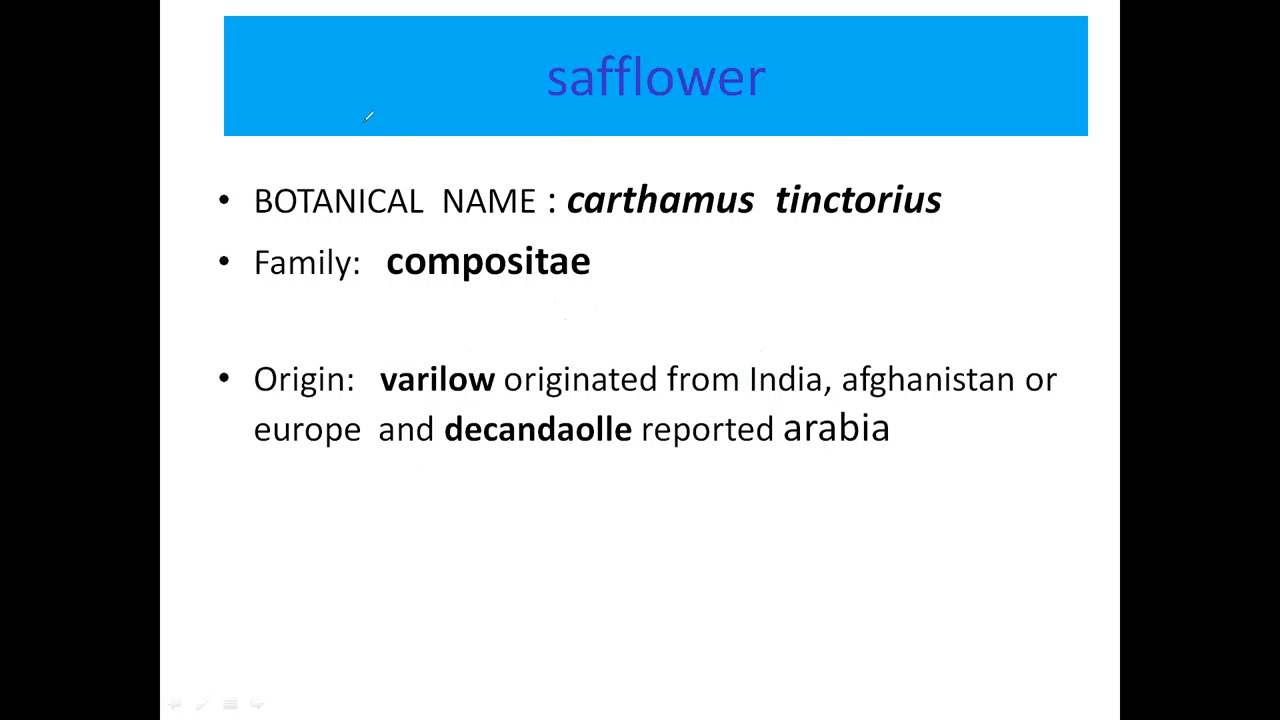 safflower
• BOTANICAL NAME : carthamus tinctorius
• Family: compositae
• Origin: varilow originated from India, afghanistan or
europe and decandaolle reported arabia